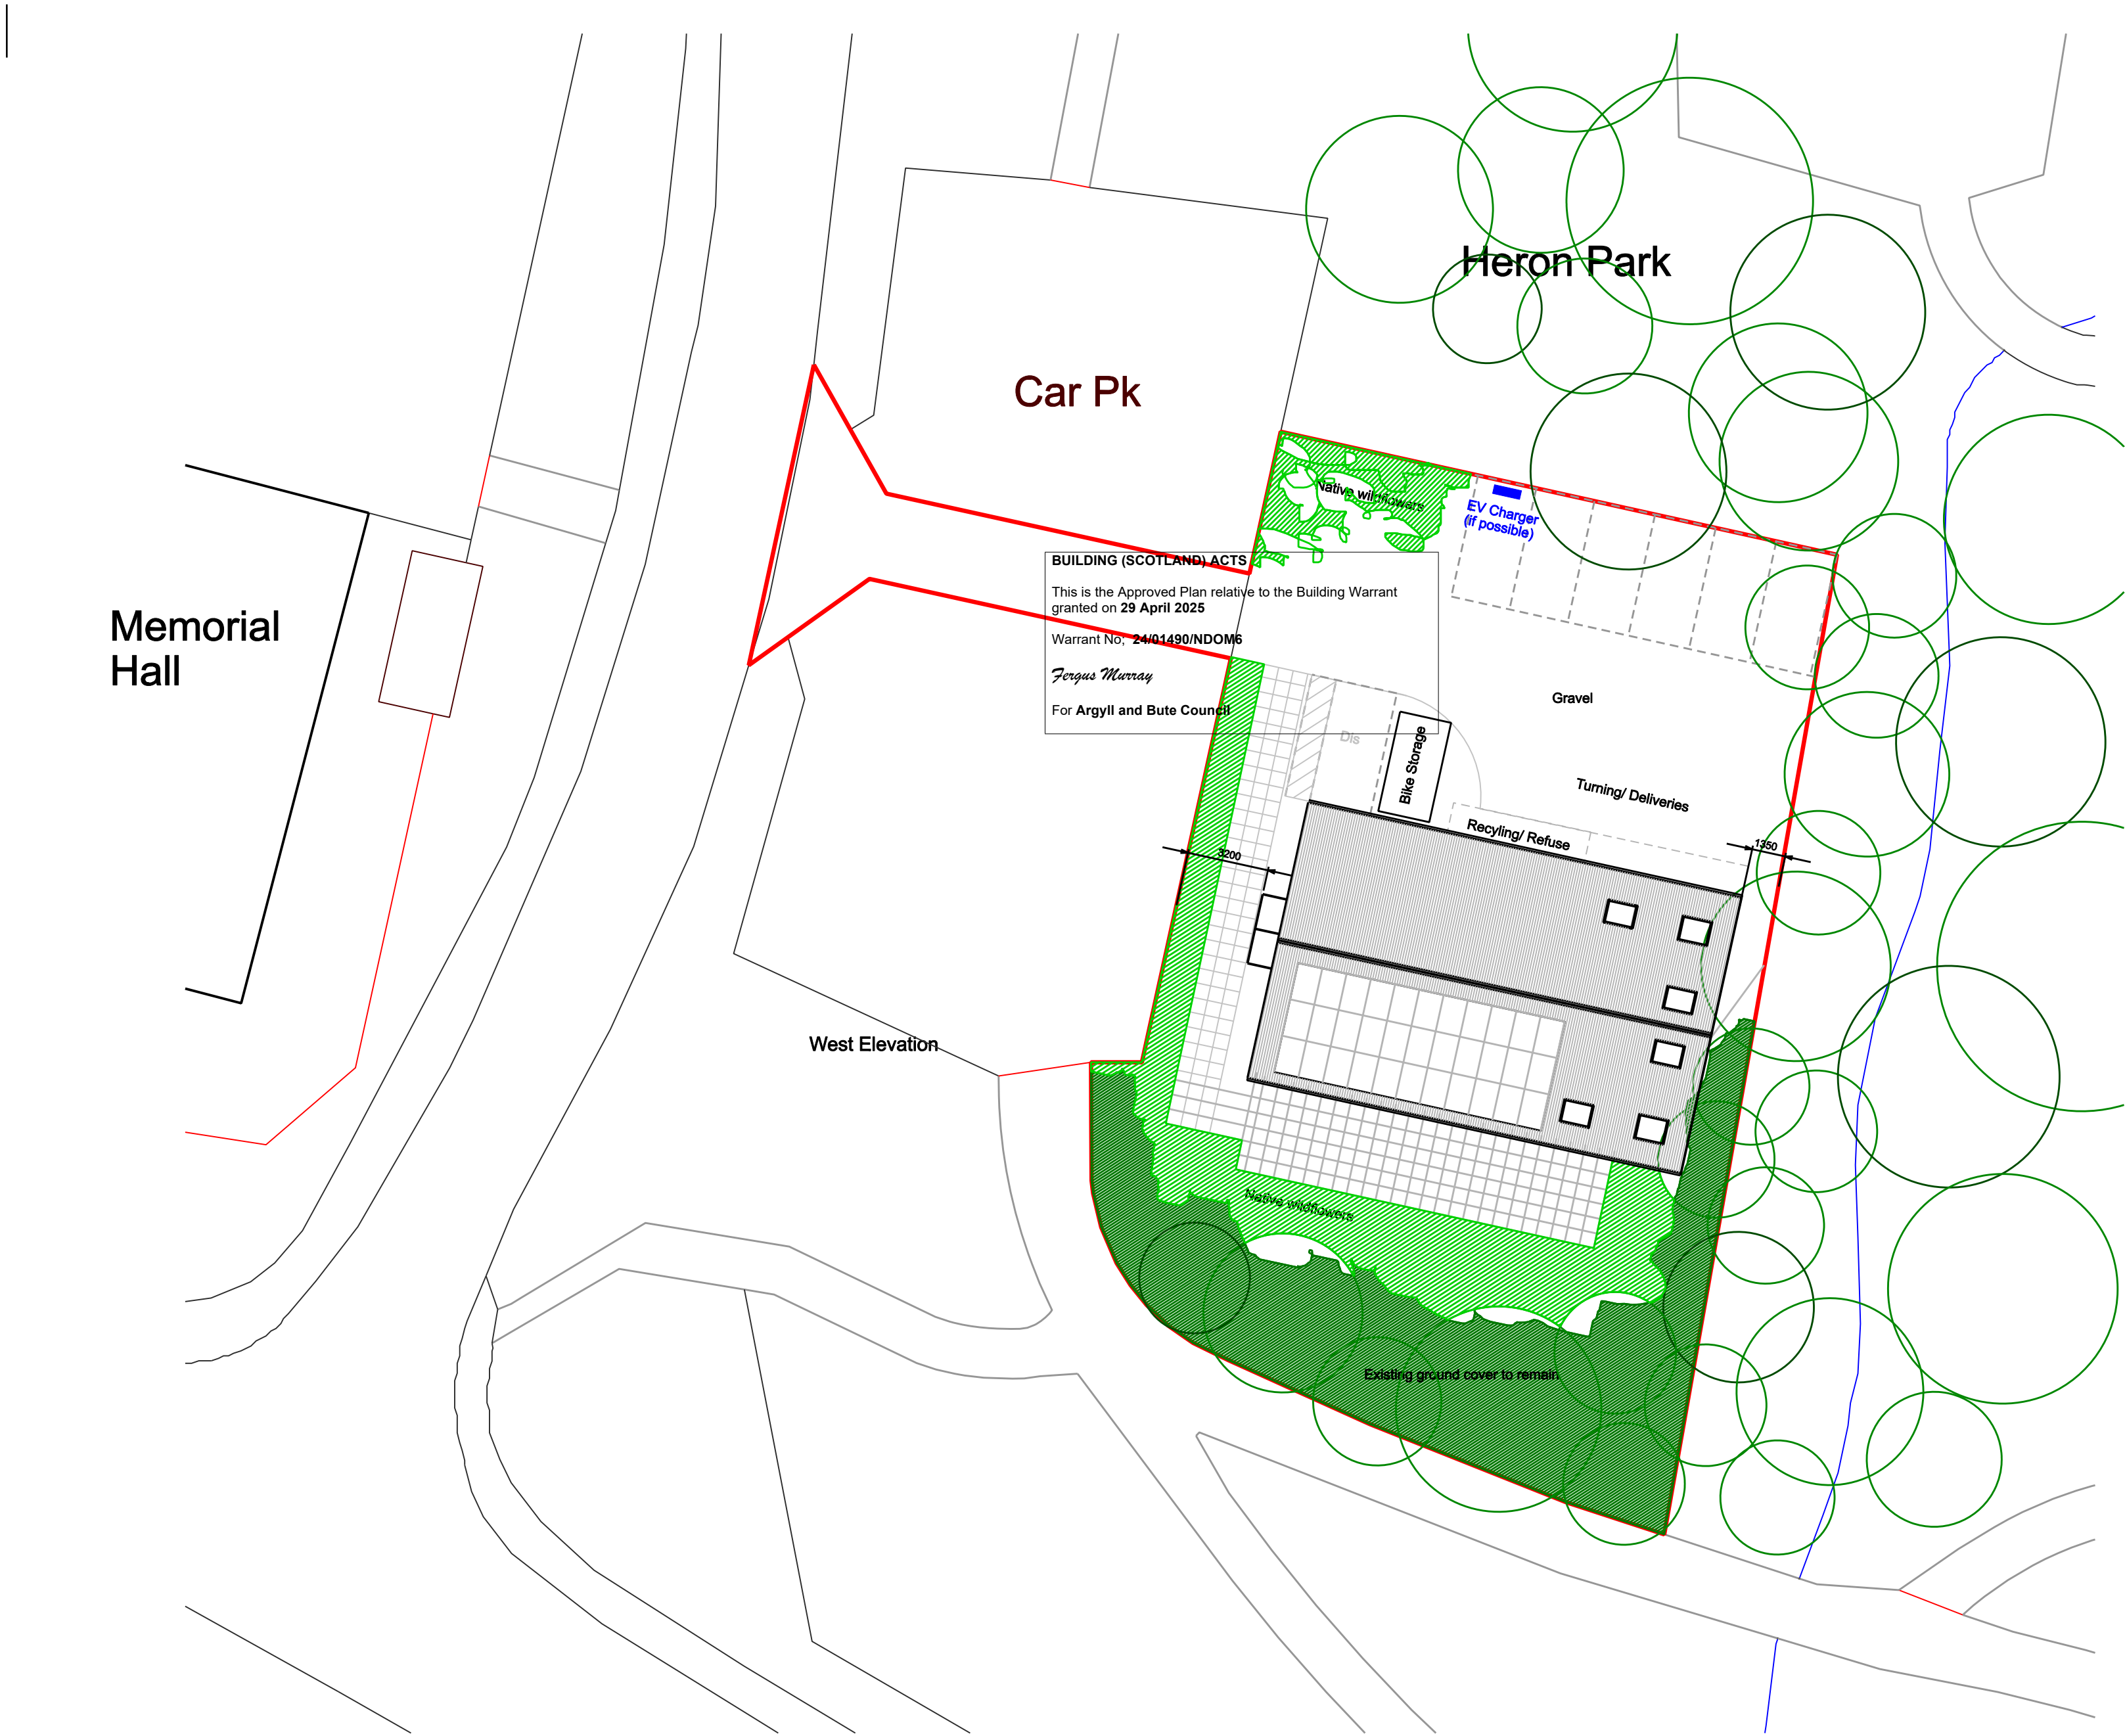 Heron Park
Car Pk
Native wildflowers
EV Charger
(if possible)
BUILDING (SCOTLAND) ACTS
This is the Approved Plan relative to the Building Warrant
granted on 29 April 2025
Warrant No; 24/01490/NDOM6
Fergus Murray
For Argyll and Bute Council
Memorial
Hall
Gravel
Dis
Bike Storage
Turning/ Deliveries
Recyling/ Refuse
3200
1350
West Elevation
Native wildflowers
Existing ground cover to remain